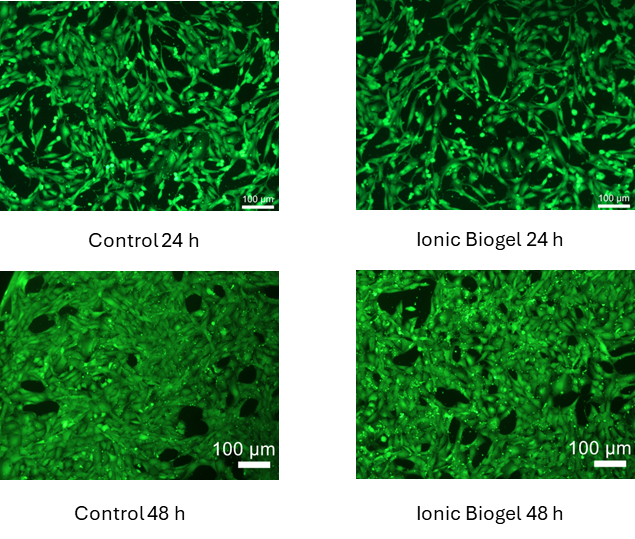 100 µm
100 µm
Control 24 h
Ionic Biogel 24 h
100 µm
100 µm
Control 48 h
Ionic Biogel 48 h